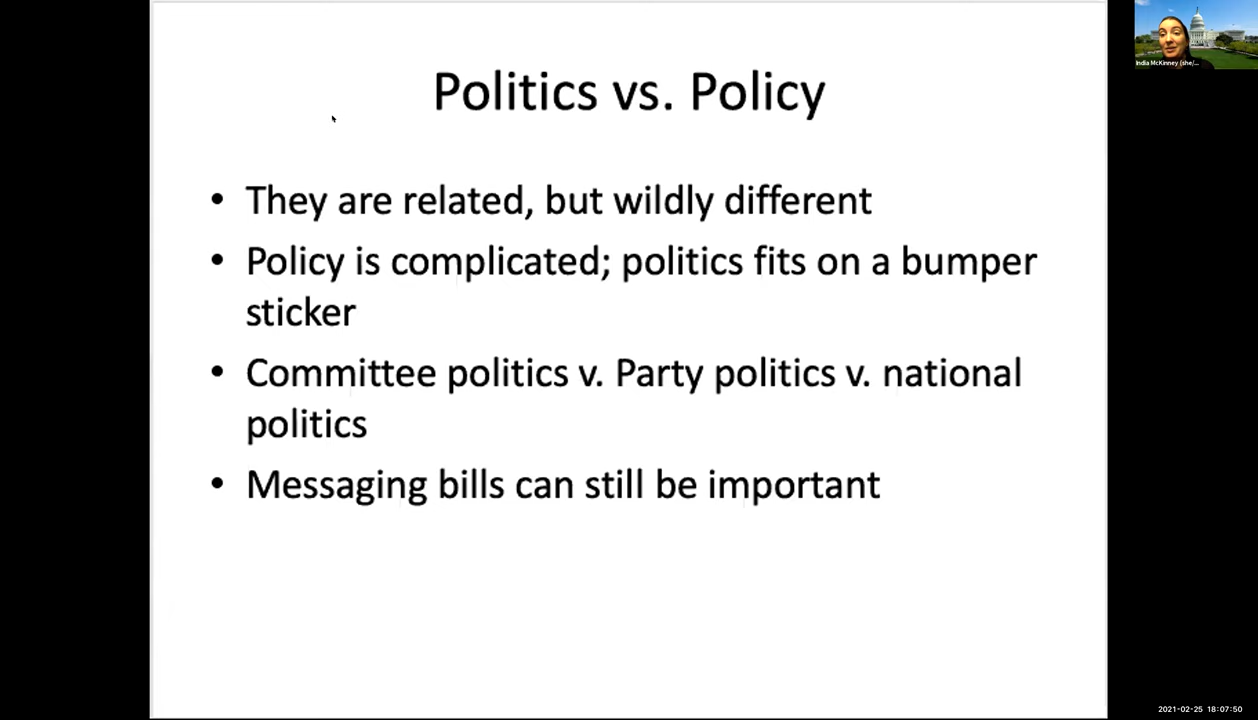 Politics vs. Policy
• They are related, but wildly different
• Policy is complicated; politics fits on a bumper
sticker
• Committee politics v. Party politics v. national
politics
• Messaging bills can still be important
India McKinney (she/...
2021-02-25 18:07:50